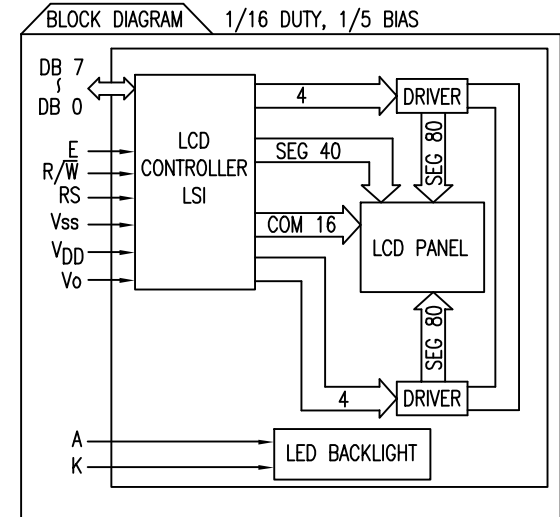 BLOCK DIAGRAM 1/16 DUTY, 1/5 BIAS
DB 7
~
DB 0
E
R/W̅
RS
Vss
VDD
Vo
A
K
LCD
CONTROLLER
LSI
4
SEG 40
COM 16
4
DRIVER
SEG 80
LCD PANEL
SEG 80
DRIVER
LED BACKLIGHT